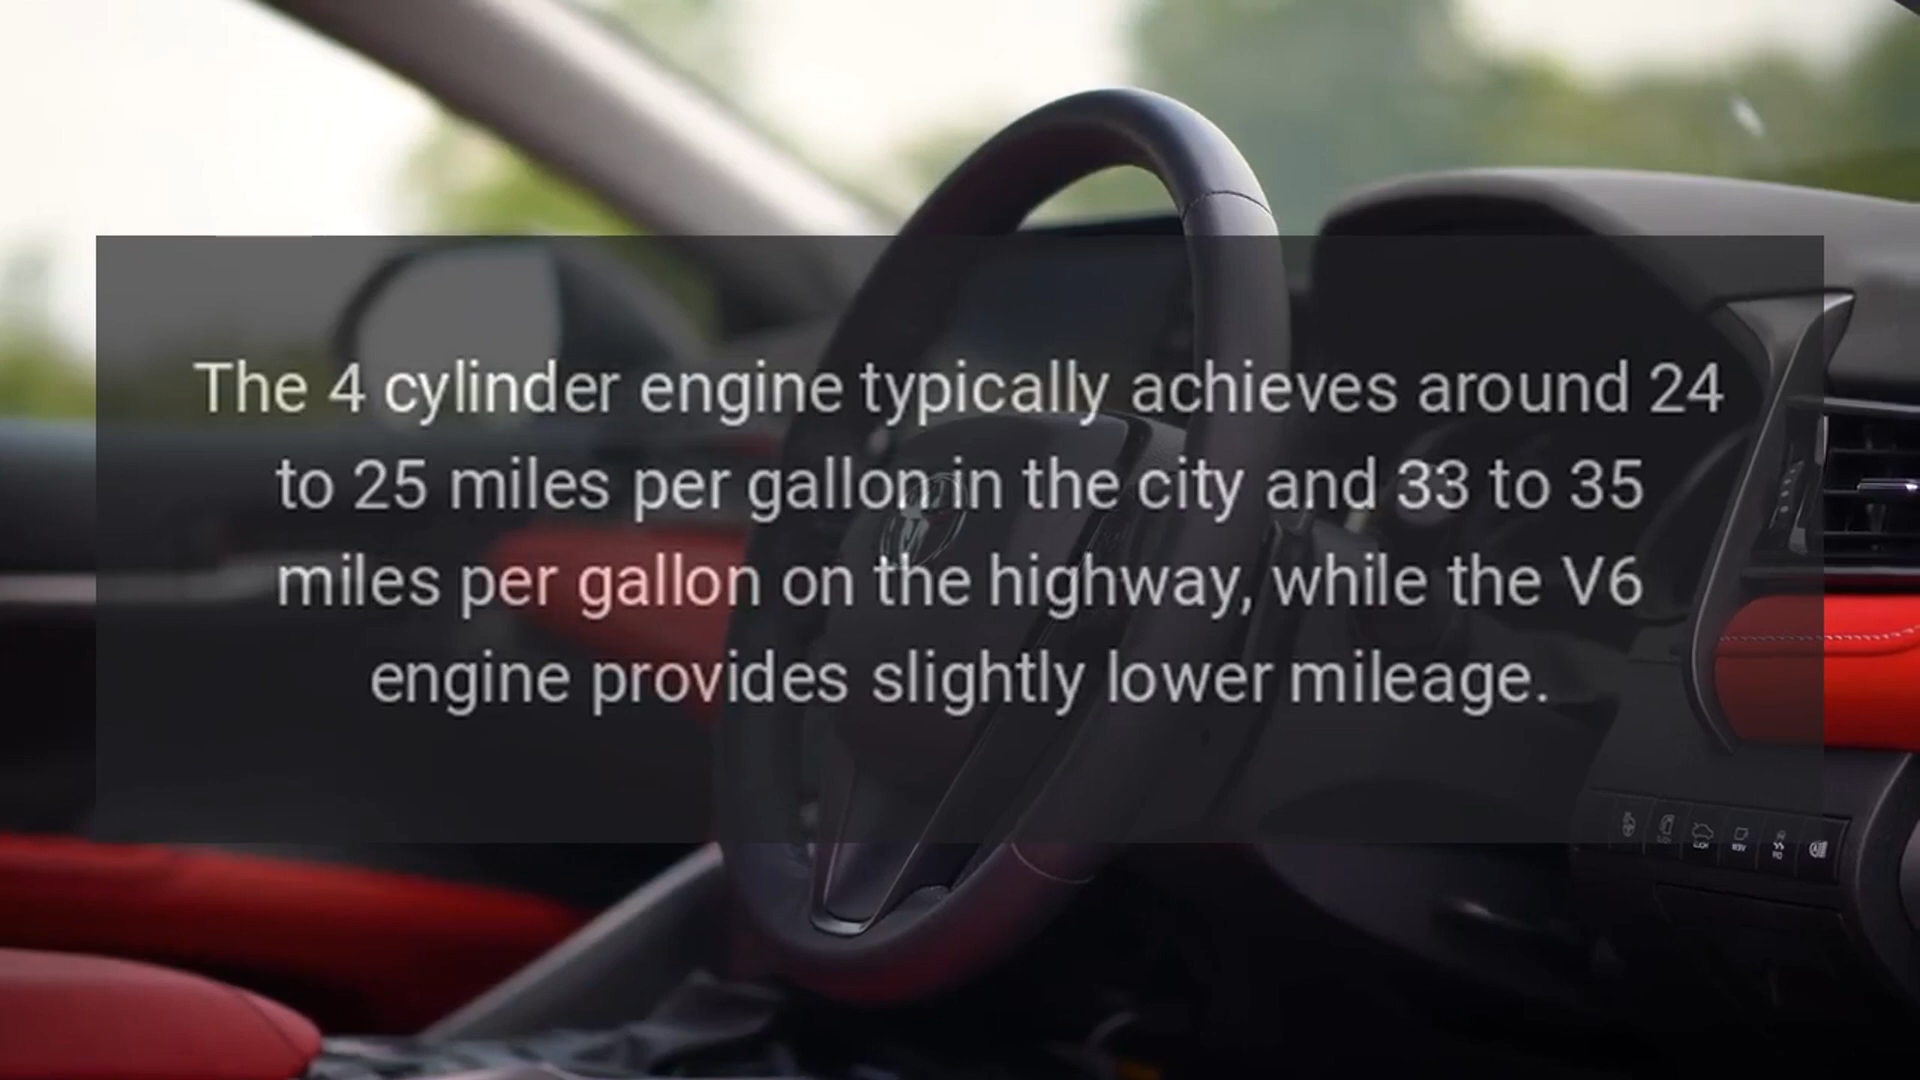 The 4 cylinder engine typically achieves around 24
to 25 miles per gallon in the city and 33 to 35
miles per gallon on the highway, while the V6
engine provides slightly lower mileage.